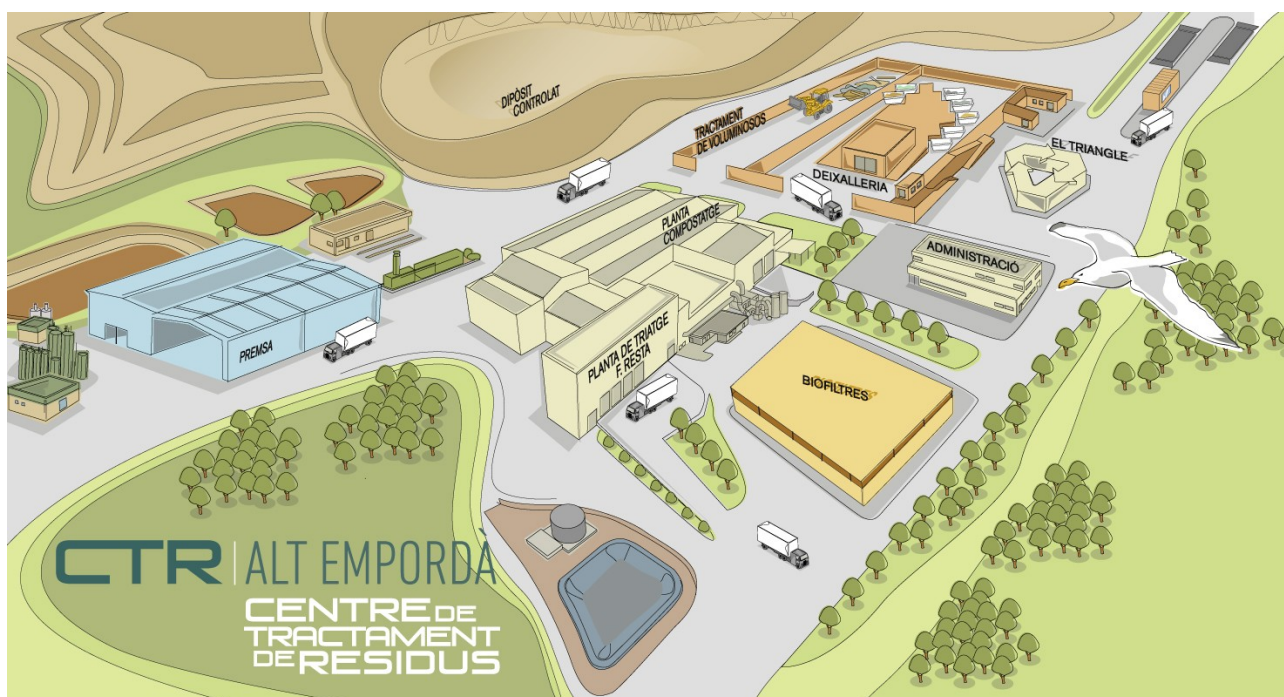 DIPÒSIT
CONTROLAT
TRACTAMENT
DE VOLUMINOSOS
DEIXALLERIA
EL TRIANGLE
PLANTA
COMPOSTATGE
ADMINISTRACIÓ
PREMSA
PLANTA DE TRIATGE
F. RESTA
BIOFILTRES
CTR | ALT EMPORDÀ
CENTRE DE
TRACTAMENT
DE RESIDUS